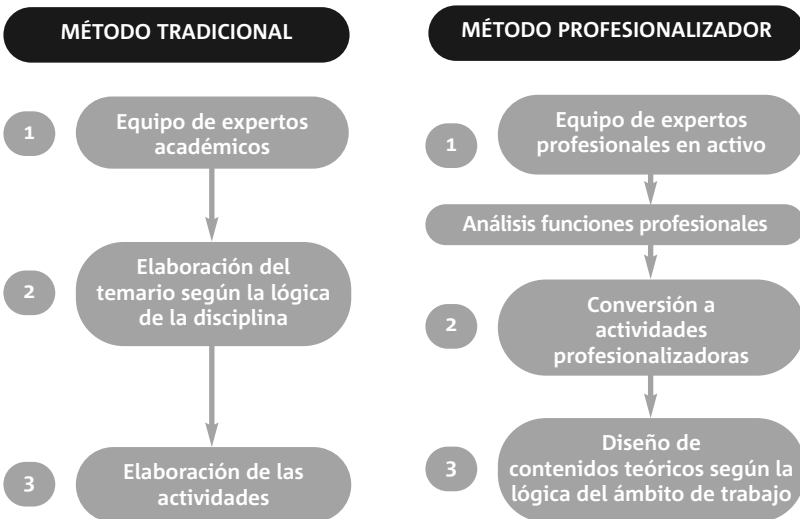 MÉTODO TRADICIONAL
1
Equipo de expertos
académicos
2
Elaboración del
temario según la lógica
de la disciplina
3
Elaboración de las
actividades
MÉTODO PROFESIONALIZADOR
1
Equipo de expertos
profesionales en activo
Análisis funciones profesionales
2
Conversión a
actividades
profesionalizadoras
3
Diseño de
contenidos teóricos según la
lógica del ámbito de trabajo